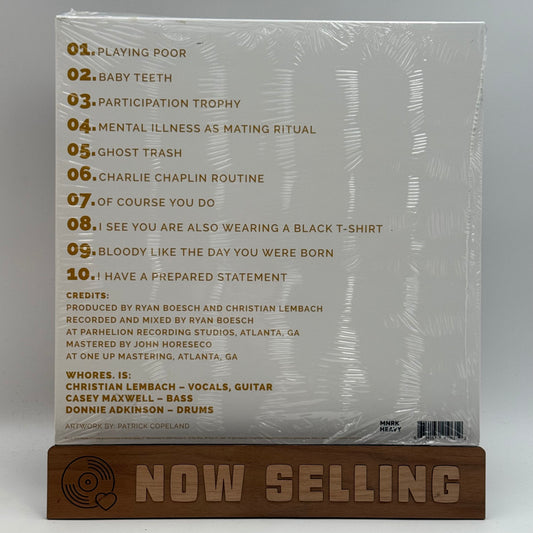 01. PLAYING POOR
02. BABY TEETH
03. PARTICIPATION TROPHY
04. MENTAL ILLNESS AS MATING RITUAL
05. GHOST TRASH
06. CHARLIE CHAPLIN ROUTINE
07. OF COURSE YOU DO
08. I SEE YOU ARE ALSO WEARING A BLACK T-SHIRT
09. BLOODY LIKE THE DAY YOU WERE BORN
10. I HAVE A PREPARED STATEMENT
CREDITS:
PRODUCED BY RYAN BOESCH AND CHRISTIAN LEMBACH
RECORDED AND MIXED BY RYAN BOESCH
AT PARHELION RECORDING STUDIOS, ATLANTA, GA
MASTERED BY JOHN HORESECO
AT ONE UP MASTERING, ATLANTA, GA
WHORES. IS:
CHRISTIAN LEMBACH – VOCALS, GUITAR
CASEY MAXWELL – BASS
DONNIE ADKINSON – DRUMS
ARTWORK BY: PATRICK COPELAND
MNRK
HEAVY
NOW SELLING